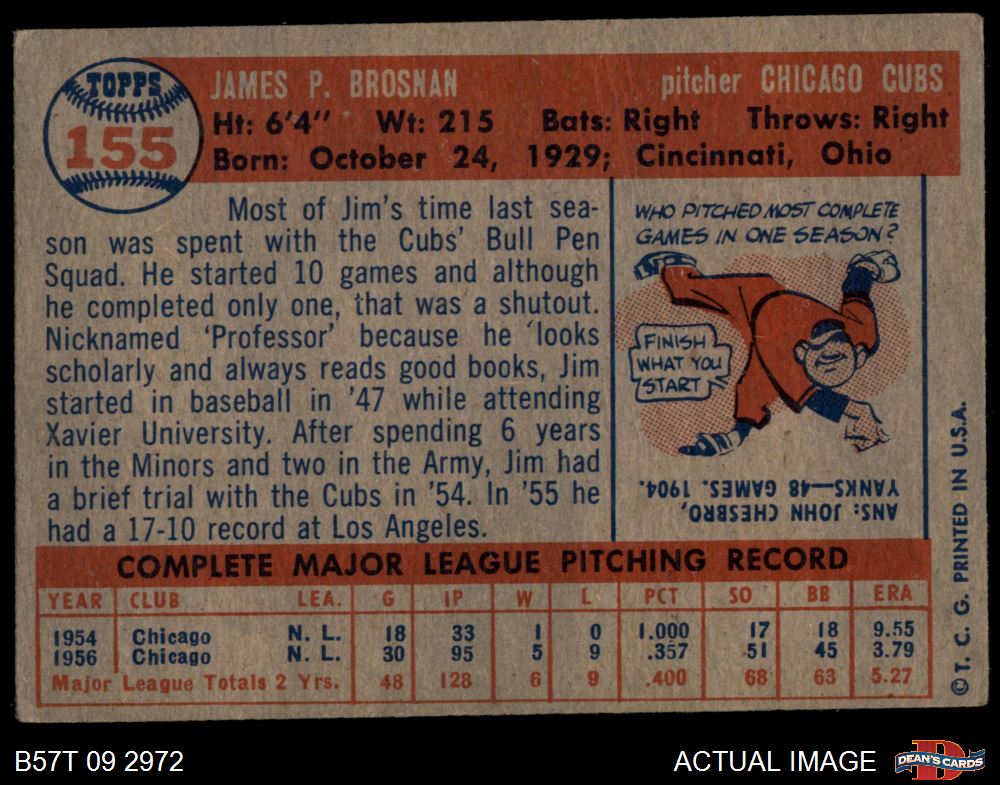 TOPPS
155
JAMES P. BROSNAN pitcher CHICAGO CUBS
Ht: 6'4" Wt: 215 Bats: Right Throws: Right
Born: October 24, 1929; Cincinnati, Ohio
Most of Jim's time last sea-
son was spent with the Cubs' Bull Pen
Squad. He started 10 games and although
he completed only one, that was a shutout.
Nicknamed 'Professor' because he 'looks
scholarly and always reads good books, Jim
started in baseball in '47 while attending
Xavier University. After spending 6 years
in the Minors and two in the Army, Jim had
a brief trial with the Cubs in '54. In '55 he
had a 17-10 record at Los Angeles.
WHO PITCHED MOST COMPLETE
GAMES IN ONE SEASON?
FINISH
WHAT YOU
START
ANS: JOHN CHESBRO,
YANKS—48 GAMES. 1904.
COMPLETE MAJOR LEAGUE PITCHING RECORD
YEAR CLUB LEA. G IP W L PCT SO BB ERA
1954 Chicago N. L. 18 33 1 0 1.000 17 18 9.55
1956 Chicago N. L. 30 95 5 9 .357 51 45 3.79
Major League Totals 2 Yrs. 48 128 6 9 .400 68 63 5.27
© T. C. G. PRINTED IN U.S.A.
B57T 09 2972
ACTUAL IMAGE
DEAN'S CARDS